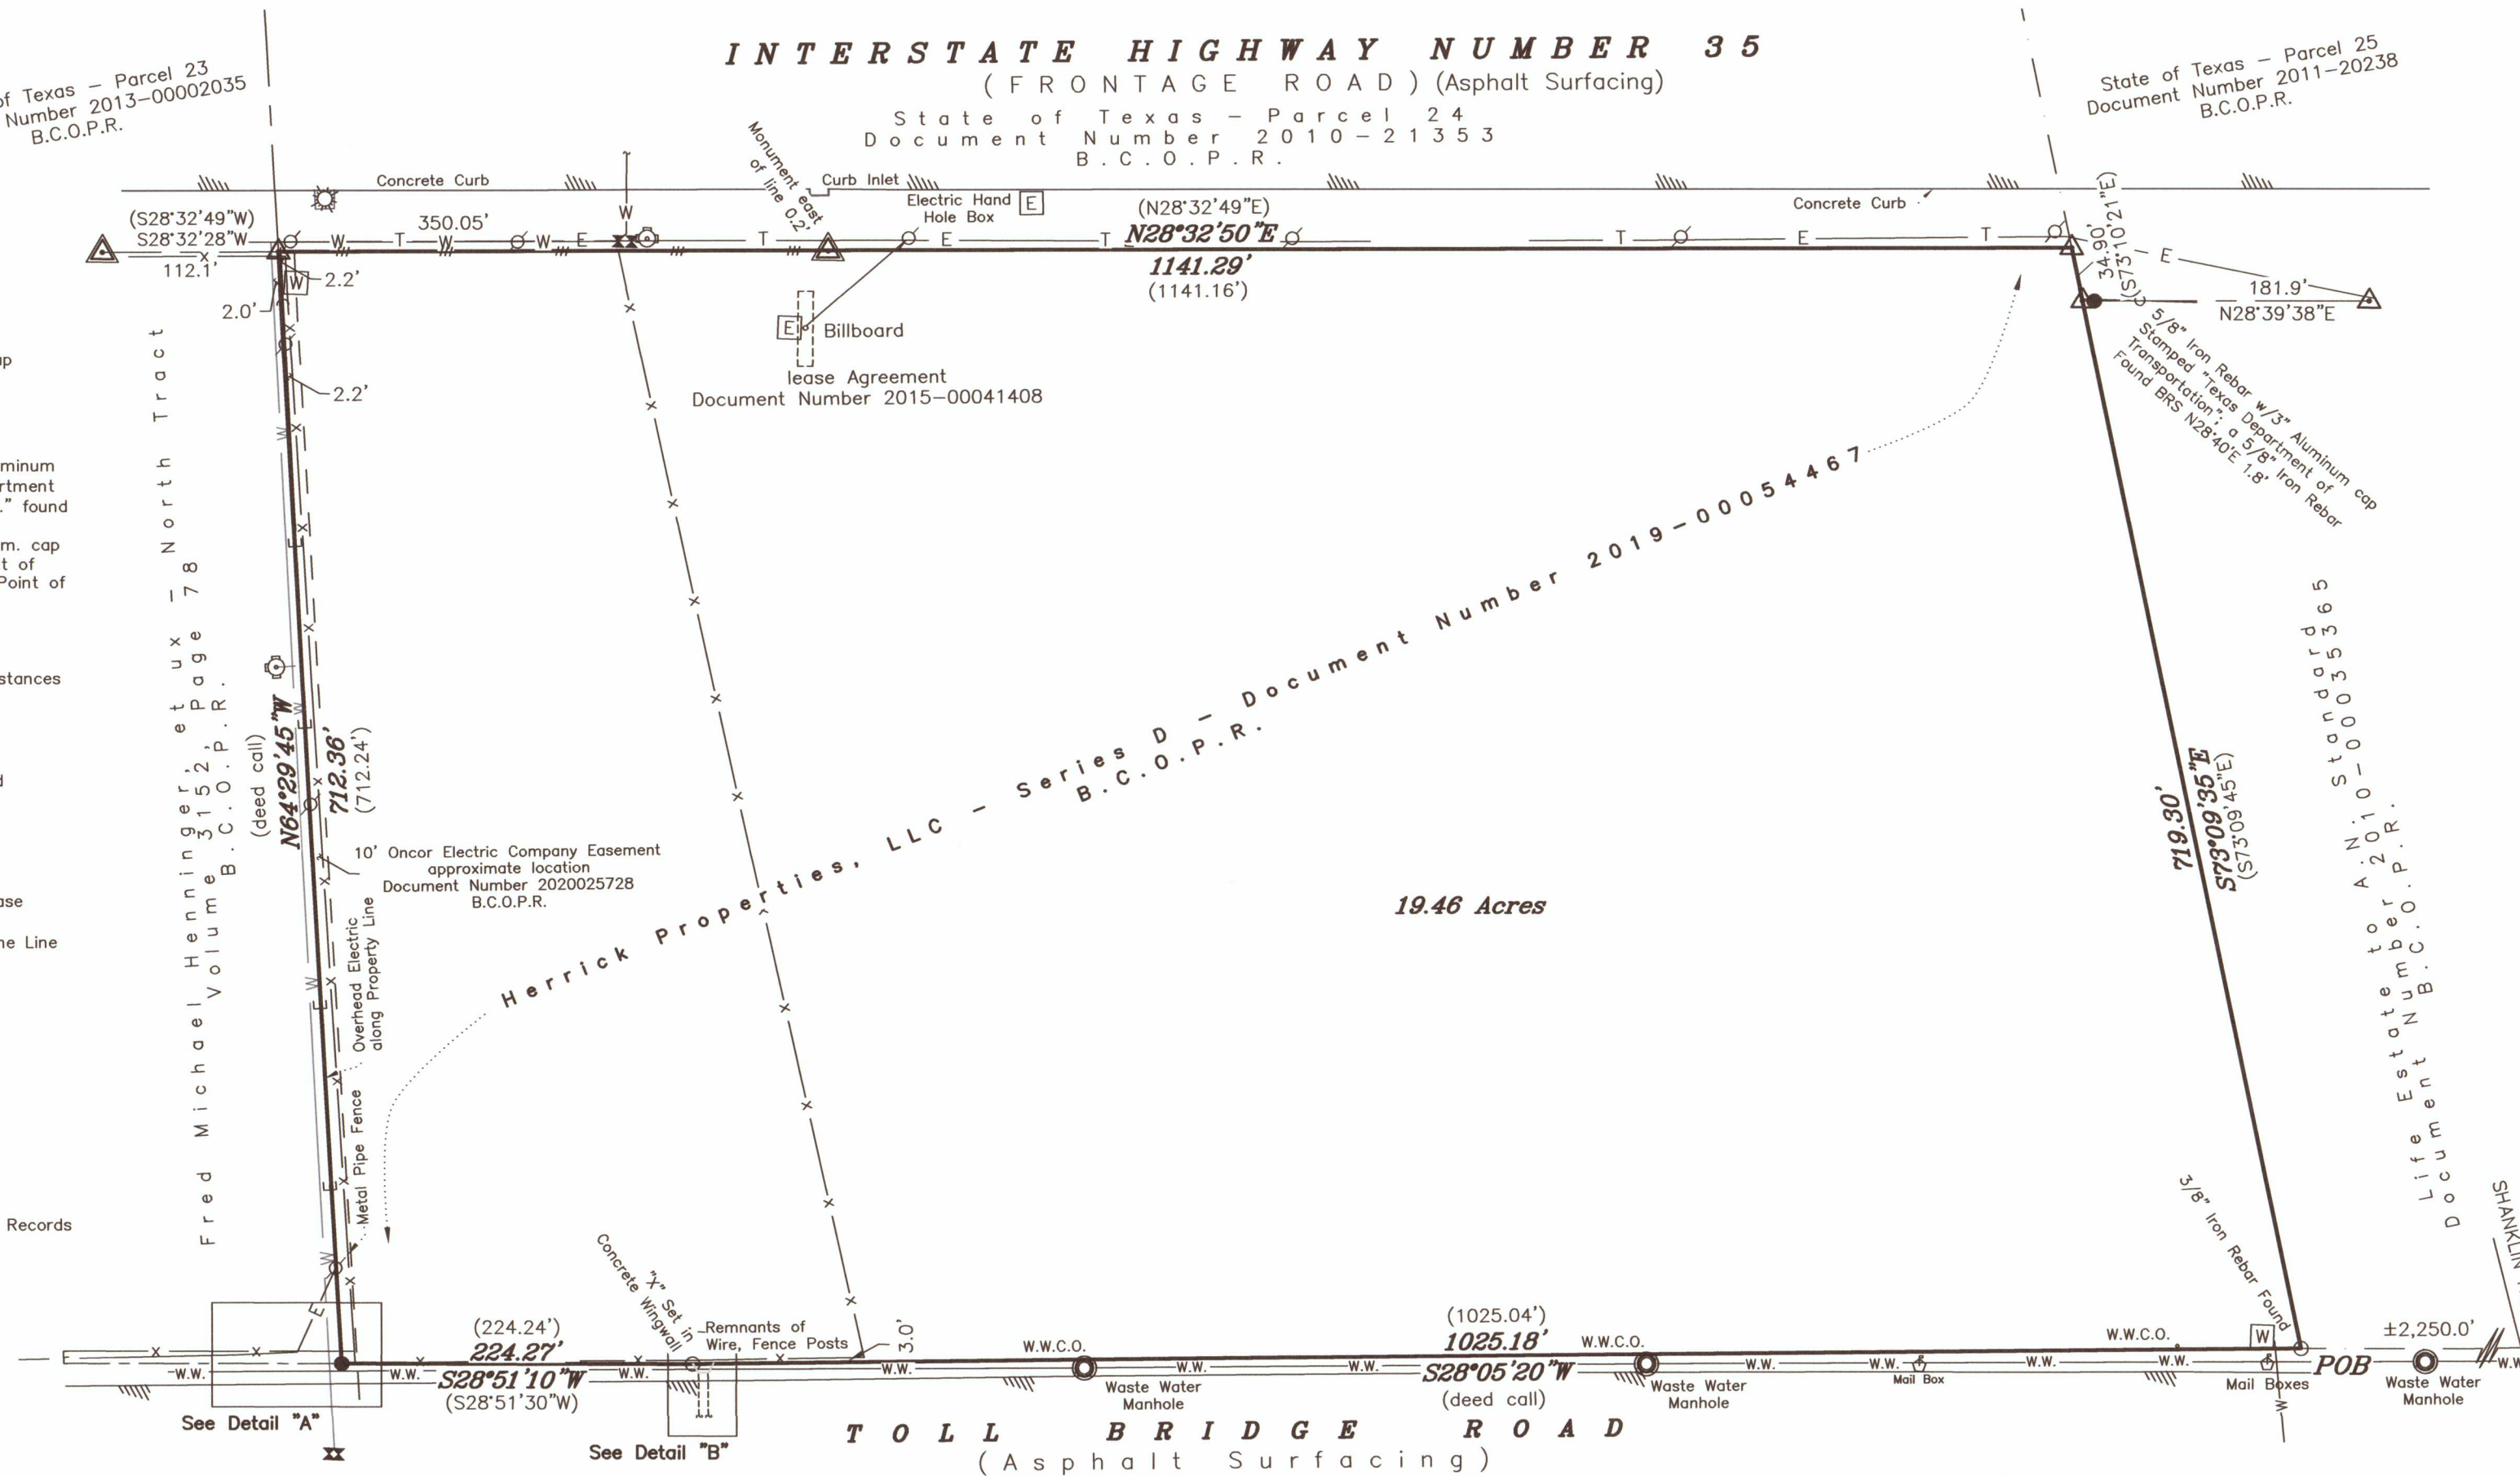 INTERSTATE HIGHWAY NUMBER 35
(FRONTAGE ROAD) (Asphalt Surfacing)
State of Texas – Parcel 24
Document Number 2010–21353
B.C.O.P.R.
of Texas – Parcel 23
Number 2013–00002035
B.C.O.P.R.
State of Texas – Parcel 25
Document Number 2011–20238
B.C.O.P.R.
Concrete Curb
Monument east
of line 0.2'
Curb Inlet
Electric Hand
Hole Box
E
Concrete Curb
(S28°32'49"W)
S28°32'28"W
112.1'
350.05'
W
W T W W E T E T T E T
(N28°32'49"E)
N28°32'50"E
1141.29'
(1141.16')
34.90'
(S73°10'21"E)
E
181.9'
N28°39'38"E
2.2'
W
2.0'
2.2'
E
Billboard
lease Agreement
Document Number 2015–00041408
5/8" Iron Rebar w/3" Aluminum cap
Stamped "Texas Department of
Transportation"; a 5/8" Iron Rebar
Found BRS N28°40'E 1.8'
minum
rtment
." found
m. cap
t of
Point of
stances
ne Line
Records
Fred Michael Henninger, et ux – North Tract
Volume 3152, Page 78
B.C.O.P.R.
(deed call)
N64°29'45"W
712.36'
(712.24')
10' Oncor Electric Company Easement
approximate location
Document Number 2020025728
B.C.O.P.R.
Overhead Electric
along Property Line
Metal Pipe Fence
Herrick Properties, LLC – Series D – Document Number 2019–00054467
B.C.O.P.R.
19.46 Acres
719.30'
S73°09'35"E
(S73°09'45"E)
Life Estate to A.N. Standard
Document Number 2010–00035365
B.C.O.P.R.
3/8" Iron Rebar Found
SHANKLIN
E
"X" Set in
Concrete Wingwall
(224.24')
224.27'
S28°51'10"W
(S28°51'30"W)
Remnants of
Wire, Fence Posts
3.0'
W.W.C.O.
(1025.04')
1025.18'
S28°05'20"W
(deed call)
W.W.C.O.
W.W.C.O.
W
±2,250.0'
W.W. W.W. W.W. W.W. W.W. W.W. W.W. W.W. W.W. W.W.
POB
Waste Water
Manhole
Waste Water
Manhole
Mail Box
Mail Boxes
Waste Water
Manhole
W
See Detail "A"
See Detail "B"
TOLL BRIDGE ROAD
(Asphalt Surfacing)